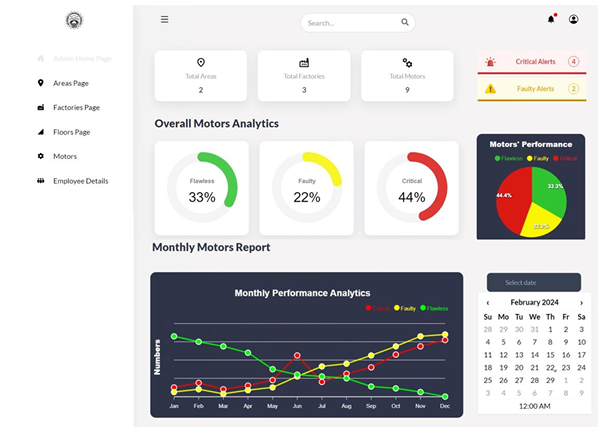 Search...
Admin Home Page
Areas Page
Factories Page
Floors Page
Motors
Employee Details
Total Areas
2
Total Factories
3
Total Motors
9
Critical Alerts 4
Faulty Alerts 2
Overall Motors Analytics
Flawless
33%
Faulty
22%
Critical
44%
Motors' Performance
Flawless Faulty Critical
44.4% 33.3%
22.2%
Monthly Motors Report
Monthly Performance Analytics
Critical Faulty Flawless
Numbers
Jan Feb Mar Apr May Jun Jul Aug Sep Oct Nov Dec
Select date
‹ February 2024 ›
Su Mo Tu We Th Fr Sa
28 29 30 31 1 2 3
4 5 6 7 8 9 10
11 12 13 14 15 16 17
18 19 20 21 22 23 24
25 26 27 28 29 1 2
3 4 5 6 7 8 9
12:00 AM